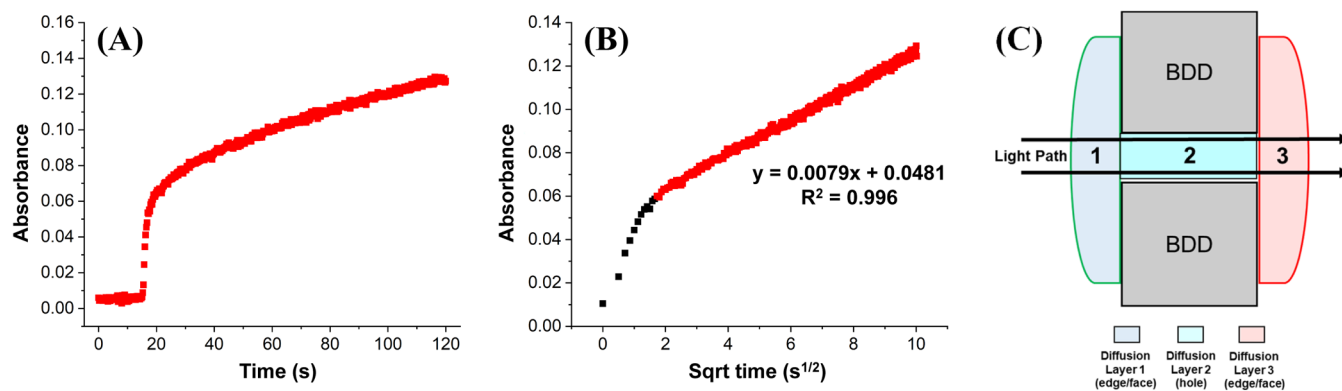 (A)
Absorbance
0.16
0.14
0.12
0.10
0.08
0.06
0.04
0.02
0.00
0 20 40 60 80 100 120
Time (s)
(B)
Absorbance
0.14
0.12
0.10
0.08
0.06
0.04
0.02
0.00
y = 0.0079x + 0.0481
R² = 0.996
0 2 4 6 8 10
Sqrt time (s¹ᐟ²)
(C)
BDD
Light Path 1 2 3
BDD
Diffusion
Layer 1
(edge/face)
Diffusion
Layer 2
(hole)
Diffusion
Layer 3
(edge/face)